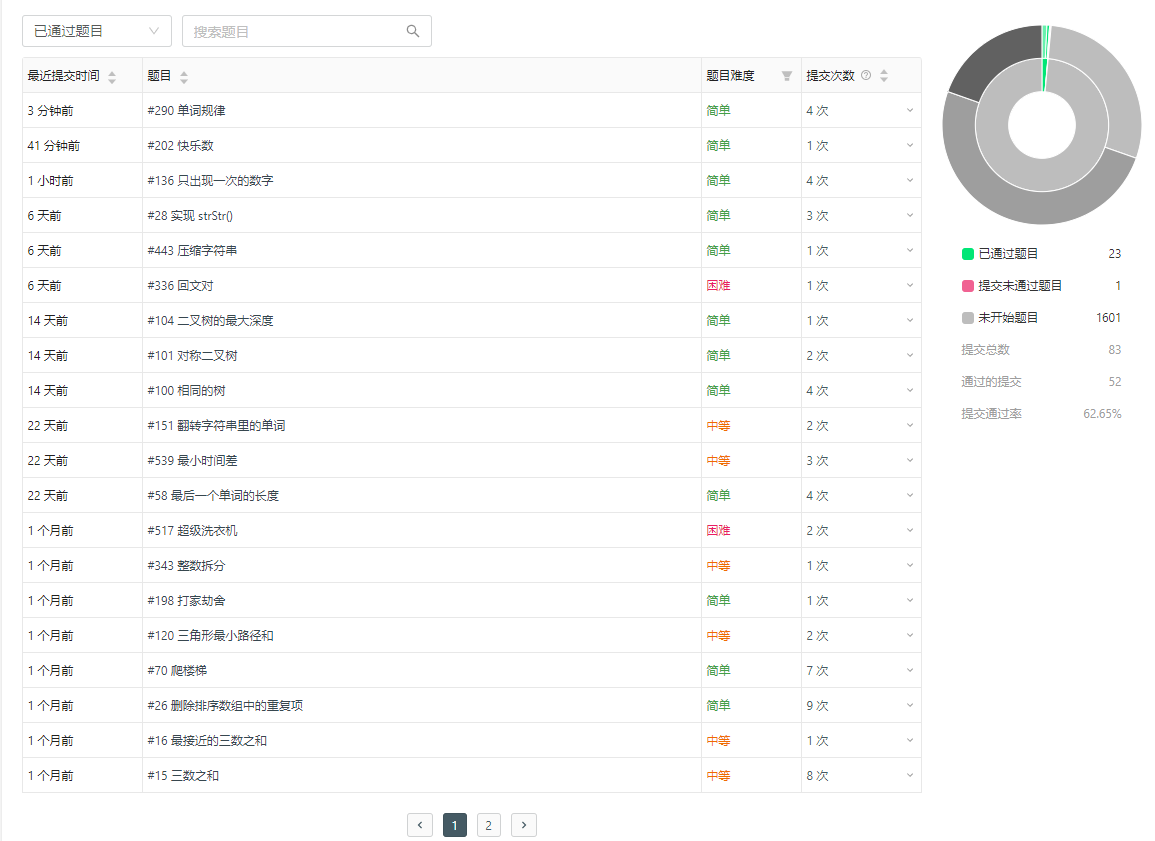 已通过题目 搜索题目
最近提交时间 题目 题目难度 提交次数
3 分钟前 #290 单词规律 简单 4 次
41 分钟前 #202 快乐数 简单 1 次
1 小时前 #136 只出现一次的数字 简单 4 次
6 天前 #28 实现 strStr() 简单 3 次
6 天前 #443 压缩字符串 简单 1 次
6 天前 #336 回文对 困难 1 次
14 天前 #104 二叉树的最大深度 简单 1 次
14 天前 #101 对称二叉树 简单 2 次
14 天前 #100 相同的树 简单 4 次
22 天前 #151 翻转字符串里的单词 中等 2 次
22 天前 #539 最小时间差 中等 3 次
22 天前 #58 最后一个单词的长度 简单 4 次
1 个月前 #517 超级洗衣机 困难 2 次
1 个月前 #343 整数拆分 中等 1 次
1 个月前 #198 打家劫舍 简单 1 次
1 个月前 #120 三角形最小路径和 中等 2 次
1 个月前 #70 爬楼梯 简单 7 次
1 个月前 #26 删除排序数组中的重复项 简单 9 次
1 个月前 #16 最接近的三数之和 中等 1 次
1 个月前 #15 三数之和 中等 8 次
1 2
已通过题目 23
提交未通过题目 1
未开始题目 1601
提交总数 83
通过的提交 52
提交通过率 62.65%